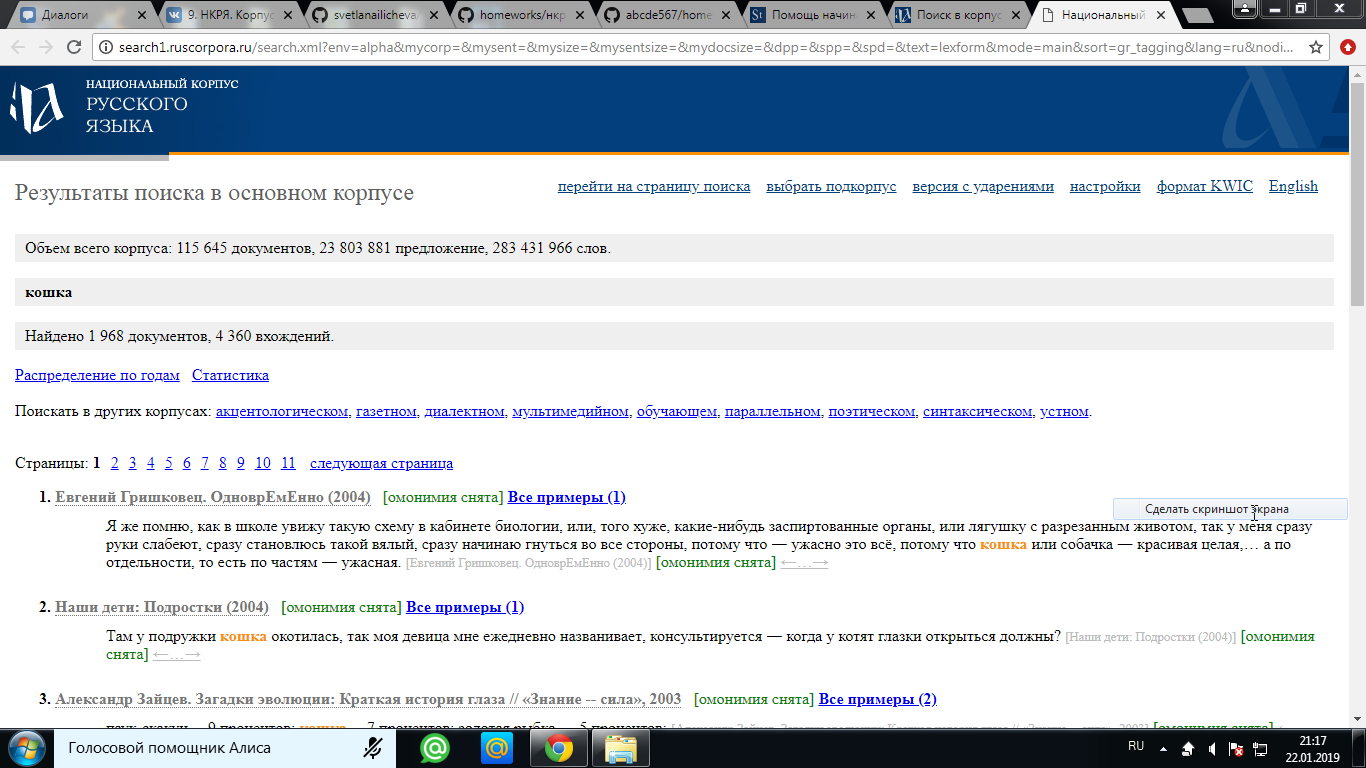 Диалоги
9. НКРЯ. Корпус
svetlanailicheva
homeworks/нкр
abcde567/home
Помощь начин
Поиск в корпус
Национальный
search1.ruscorpora.ru/search.xml?env=alpha&mycorp=&mysent=&mysize=&mysentsize=&mydocsize=&dpp=&spp=&spd=&text=lexform&mode=main&sort=gr_tagging&lang=ru&nodi...
НАЦИОНАЛЬНЫЙ КОРПУС
РУССКОГО
ЯЗЫКА
Результаты поиска в основном корпусе
перейти на страницу поиска выбрать подкорпус версия с ударениями настройки формат KWIC English
Объем всего корпуса: 115 645 документов, 23 803 881 предложение, 283 431 966 слов.
кошка
Найдено 1 968 документов, 4 360 вхождений.
Распределение по годам Статистика
Поискать в других корпусах: акцентологическом, газетном, диалектном, мультимедийном, обучающем, параллельном, поэтическом, синтаксическом, устном.
Страницы: 1 2 3 4 5 6 7 8 9 10 11 следующая страница
1. Евгений Гришковец. ОдноврЕмЕнно (2004) [омонимия снята] Все примеры (1)
Сделать скриншот экрана
Я же помню, как в школе увижу такую схему в кабинете биологии, или, того хуже, какие-нибудь заспиртованные органы, или лягушку с разрезанным животом, так у меня сразу
руки слабеют, сразу становлюсь такой вялый, сразу начинаю гнуться во все стороны, потому что — ужасно это всё, потому что кошка или собачка — красивая целая,… а по
отдельности, то есть по частям — ужасная. [Евгений Гришковец. ОдноврЕмЕнно (2004)] [омонимия снята] ←…→
2. Наши дети: Подростки (2004) [омонимия снята] Все примеры (1)
Там у подружки кошка окотилась, так моя девица мне ежедневно названивает, консультируется — когда у котят глазки открыться должны? [Наши дети: Подростки (2004)] [омонимия
снята] ←…→
3. Александр Зайцев. Загадки эволюции: Краткая история глаза // «Знание -- сила», 2003 [омонимия снята] Все примеры (2)
Голосовой помощник Алиса
RU
21:17
22.01.2019